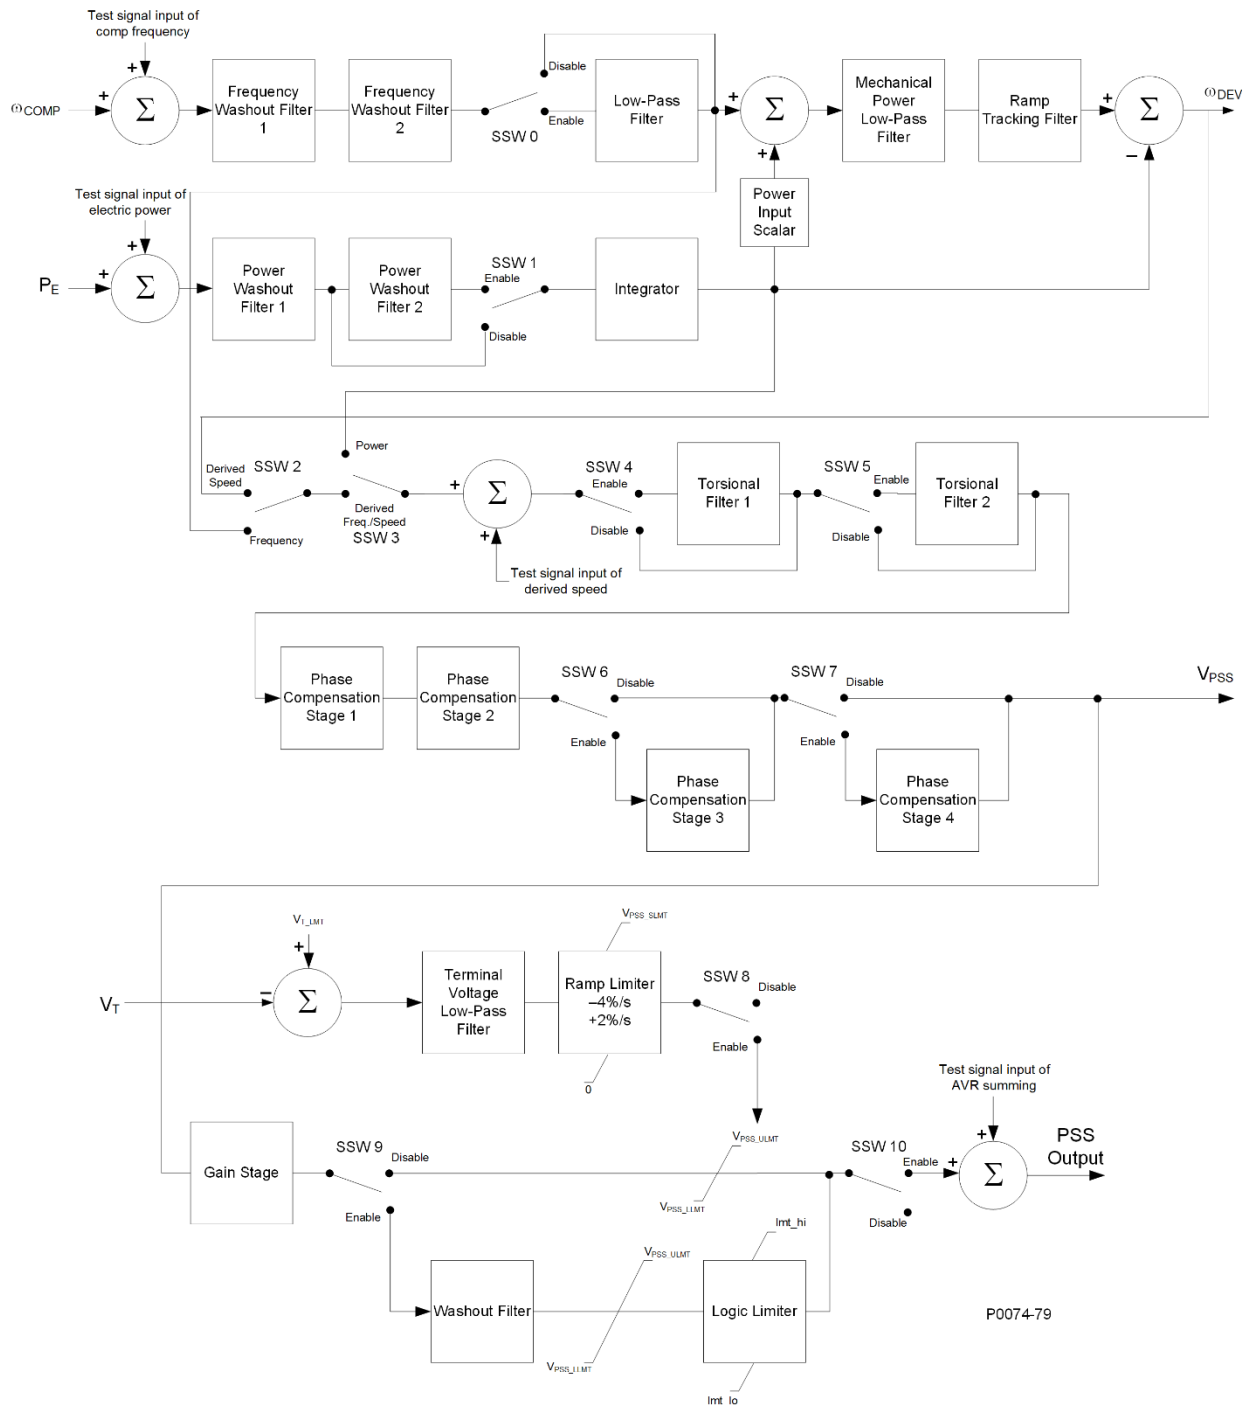 Test signal input of
comp frequency
+
ωCOMP
+
Σ
Frequency
Washout Filter
1
Frequency
Washout Filter
2
SSW 0
Disable
Enable
Low-Pass
Filter
+
Σ
+
Mechanical
Power
Low-Pass
Filter
Ramp
Tracking Filter
+
Σ
–
ωDEV
Test signal input of
electric power
+
PE
+
Σ
Power
Washout
Filter 1
Power
Washout
Filter 2
SSW 1
Enable
Disable
Integrator
Power
Input
Scalar
Derived
Speed
SSW 2
Frequency
Power
Derived
Freq./Speed
SSW 3
+
Σ
+
Test signal input of
derived speed
SSW 4
Enable
Disable
Torsional
Filter 1
SSW 5
Enable
Disable
Torsional
Filter 2
Phase
Compensation
Stage 1
Phase
Compensation
Stage 2
SSW 6
Disable
Enable
Phase
Compensation
Stage 3
SSW 7
Disable
Enable
Phase
Compensation
Stage 4
VPSS
VT_LMT
+
VT
–
Σ
Terminal
Voltage
Low-Pass
Filter
VPSS_SLMT
Ramp Limiter
–4%/s
+2%/s
0
SSW 8
Disable
Enable
Gain Stage
SSW 9
Disable
Enable
VPSS_ULMT
VPSS_LLMT
SSW 10
Enable
Disable
Test signal input of
AVR summing
+
+
Σ
PSS
Output
Washout Filter
VPSS_ULMT
VPSS_LLMT
lmt_hi
Logic Limiter
lmt_lo
P0074-79